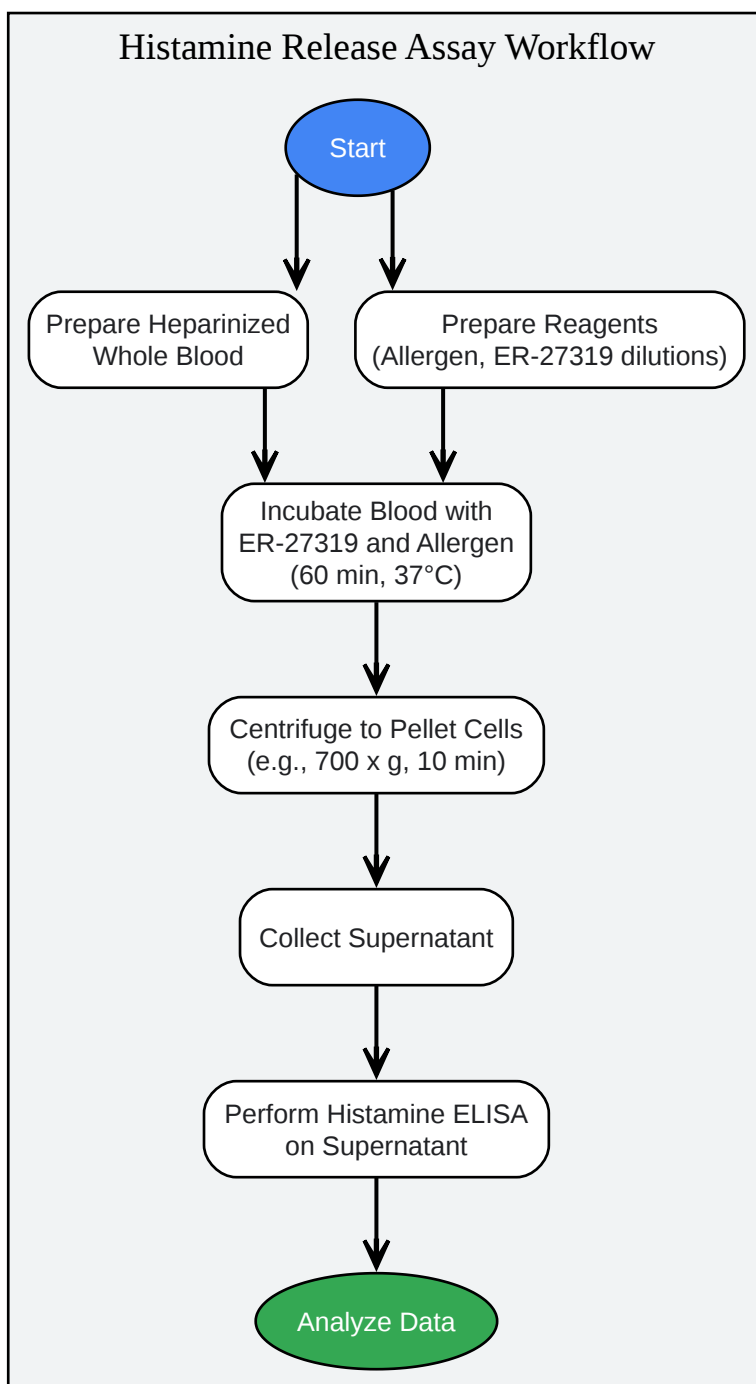 Histamine Release Assay Workflow
Start
Prepare Heparinized
Whole Blood
Prepare Reagents
(Allergen, ER-27319 dilutions)
Incubate Blood with
ER-27319 and Allergen
(60 min, 37°C)
Centrifuge to Pellet Cells
(e.g., 700 x g, 10 min)
Collect Supernatant
Perform Histamine ELISA
on Supernatant
Analyze Data